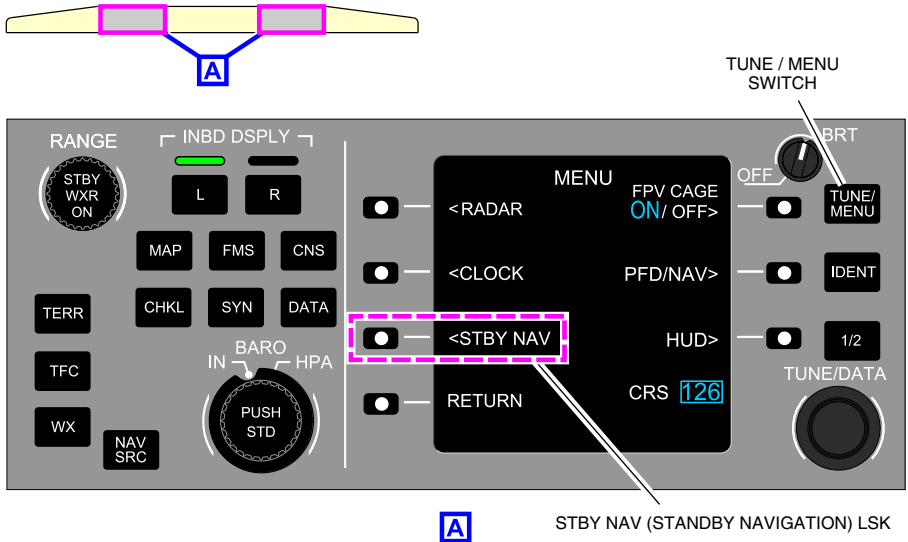 A
TUNE / MENU
SWITCH
RANGE
STBY
WXR
ON
INBD DSPLY
L
R
MAP
FMS
CNS
CHKL
SYN
DATA
TERR
TFC
WX
NAV
SRC
BARO
IN
HPA
PUSH
STD
MENU
<RADAR
FPV CAGE
ON / OFF>
<CLOCK
PFD/NAV>
<STBY NAV
HUD>
RETURN
CRS 126
BRT
OFF
TUNE/
MENU
IDENT
1/2
TUNE/DATA
A
STBY NAV (STANDBY NAVIGATION) LSK